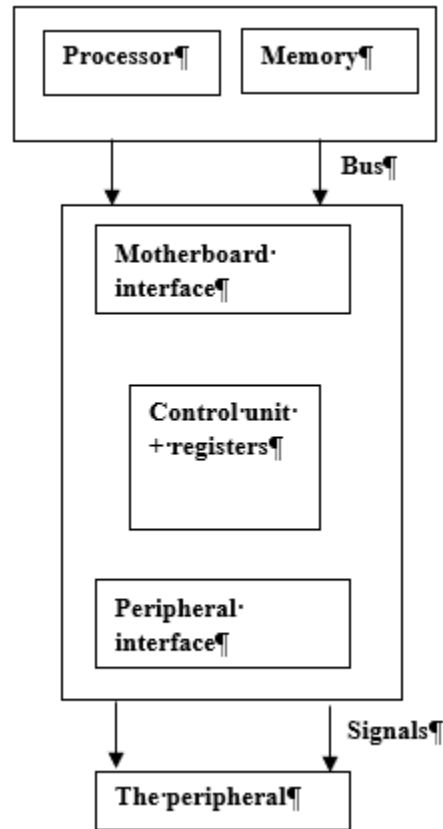 Processor¶
Memory¶
Bus¶
Motherboard·
interface¶
Control·unit·
+·registers¶
Peripheral·
interface¶
Signals¶
The·peripheral¶